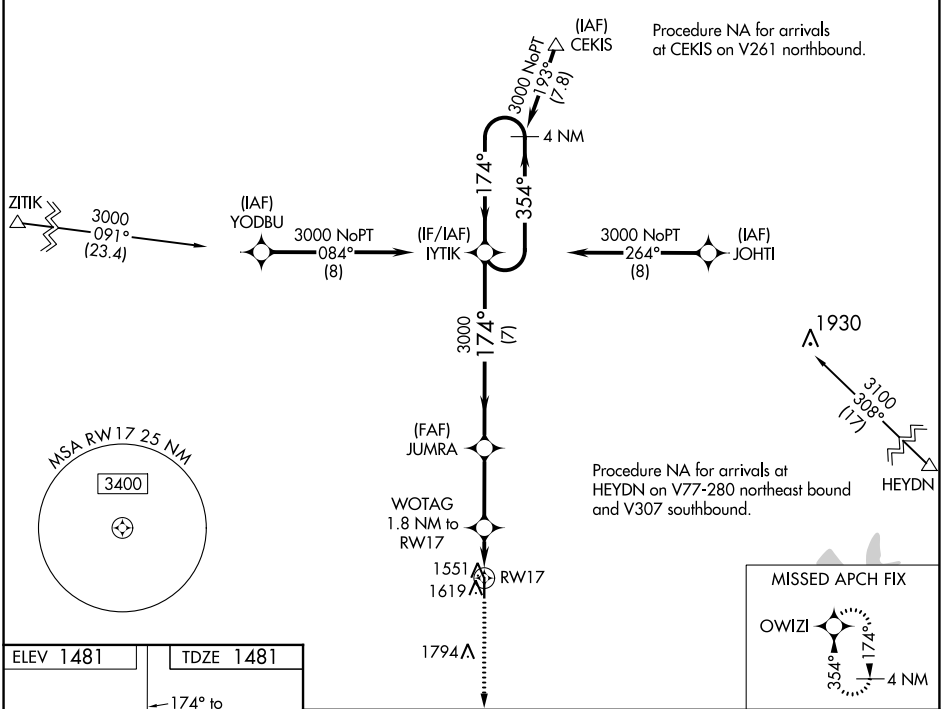 (IAF)
CEKIS
Procedure NA for arrivals
at CEKIS on V261 northbound.
3000 NoPT
193°
(7.8)
4 NM
174°
354°
ZITIK
3000
091°
(23.4)
(IAF)
YODBU
3000 NoPT
084°
(8)
(IF/IAF)
IYTIK
3000 NoPT
264°
(8)
(IAF)
JOHTI
3000
174°
(7)
1930
3100
308°
(17)
HEYDN
MSA RW17 25 NM
3400
(FAF)
JUMRA
Procedure NA for arrivals at
HEYDN on V77-280 northeast bound
and V307 southbound.
WOTAG
1.8 NM to
RW17
1551
RW17
1619
1794
MISSED APCH FIX
OWIZI
354°
174°
4 NM
ELEV 1481
TDZE 1481
174° to